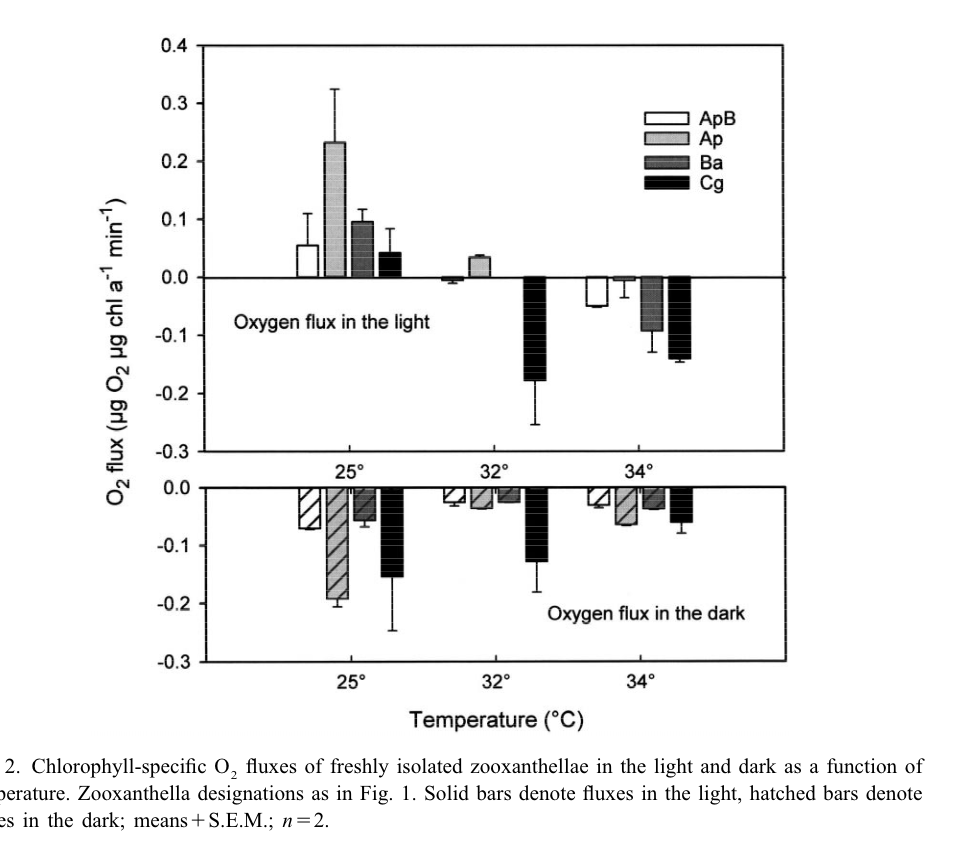 0.4
0.3
0.2
0.1
0.0
-0.1
-0.2
-0.3
ApB
Ap
Ba
Cg
Oxygen flux in the light
25° 32° 34°
O₂ flux (µg O₂ µg chl a⁻¹ min⁻¹)
0.0
-0.1
-0.2
-0.3
Oxygen flux in the dark
25° 32° 34°
Temperature (°C)
2. Chlorophyll-specific O₂ fluxes of freshly isolated zooxanthellae in the light and dark as a function of
perature. Zooxanthella designations as in Fig. 1. Solid bars denote fluxes in the light, hatched bars denote
es in the dark; means+S.E.M.; n=2.